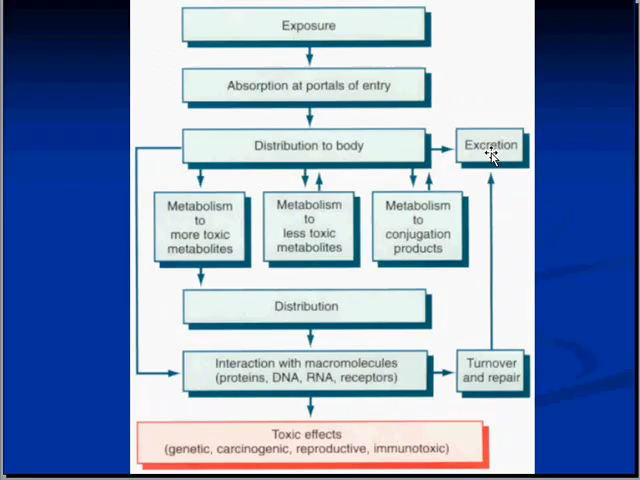 Exposure
Absorption at portals of entry
Distribution to body
Excretion
Metabolism
to
more toxic
metabolites
Metabolism
to
less toxic
metabolites
Metabolism
to
conjugation
products
Distribution
Interaction with macromolecules
(proteins, DNA, RNA, receptors)
Turnover
and repair
Toxic effects
(genetic, carcinogenic, reproductive, immunotoxic)